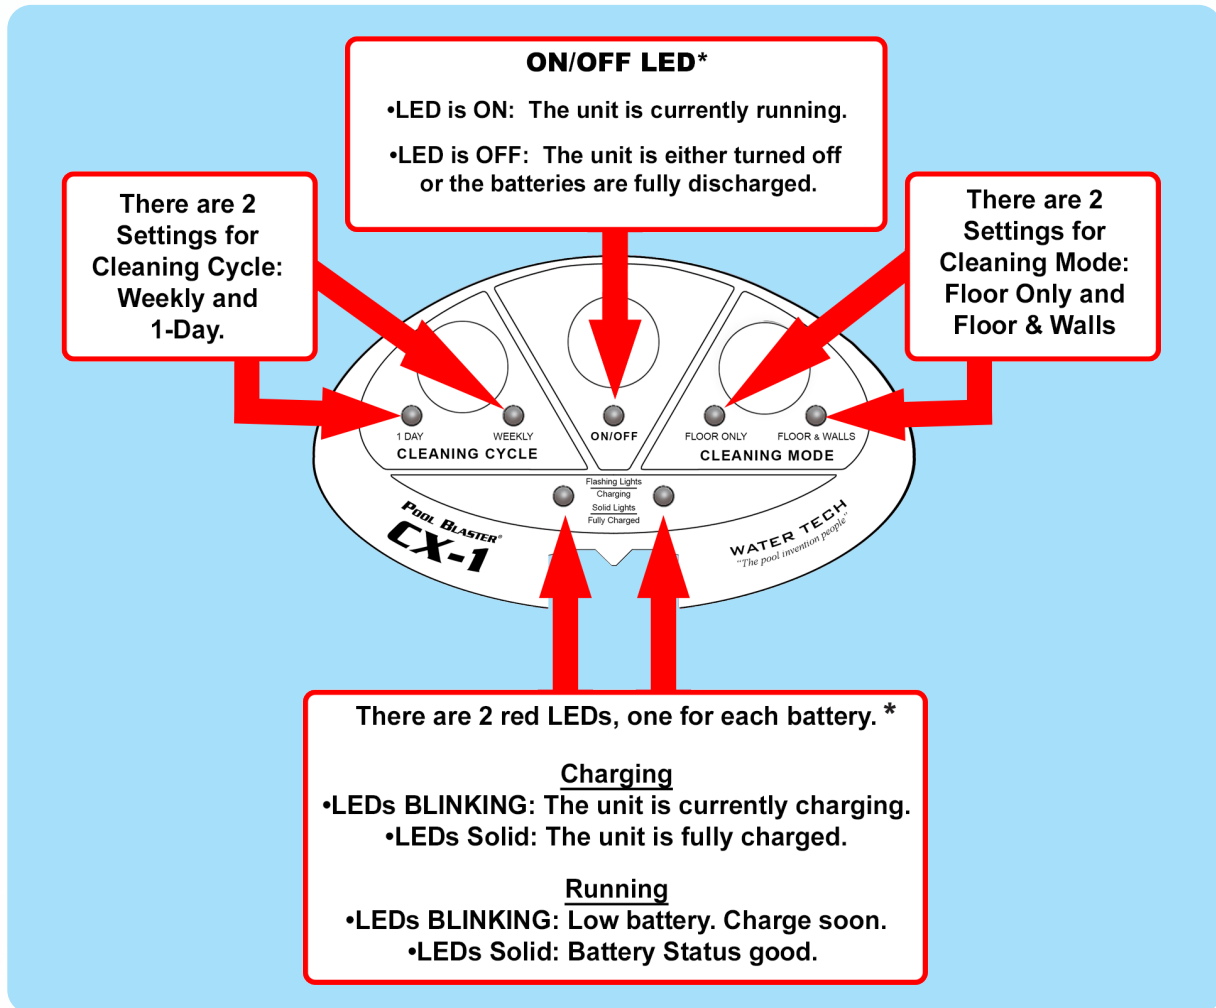 ON/OFF LED*
•LED is ON:  The unit is currently running.
•LED is OFF:  The unit is either turned off
or the batteries are fully discharged.
There are 2
Settings for
Cleaning Cycle:
Weekly and
1-Day.
There are 2
Settings for
Cleaning Mode:
Floor Only and
Floor & Walls
1 DAY
WEEKLY
CLEANING CYCLE
ON/OFF
FLOOR ONLY
FLOOR & WALLS
CLEANING MODE
Flashing Lights
Charging
Solid Lights
Fully Charged
POOL BLASTER®
CX-1
WATER TECH
"The pool invention people"
There are 2 red LEDs, one for each battery. *
Charging
•LEDs BLINKING: The unit is currently charging.
•LEDs Solid: The unit is fully charged.
Running
•LEDs BLINKING: Low battery. Charge soon.
•LEDs Solid: Battery Status good.